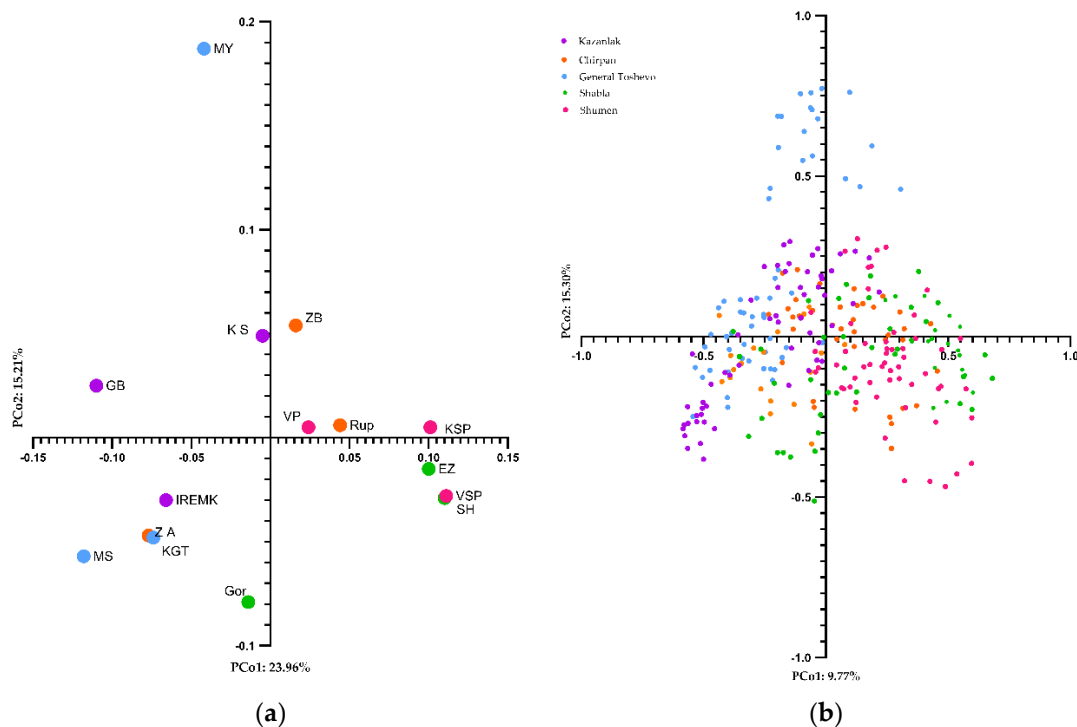 0.2
MY
0.1
ZB
K S
GB
VP
Rup
KSP
-0.15
-0.10
-0.05
0.05
0.10
0.15
EZ
IREMK
VSP
SH
Z A
KGT
MS
Gor
-0.1
PCo2: 15.21%
PCo1: 23.96%
(a)
1.0
Kazanlak
Chirpan
General Toshevo
Shabla
Shumen
0.5
-1.0
-0.5
0.5
1.0
-0.5
-1.0
PCo2: 15.30%
PCo1: 9.77%
(b)